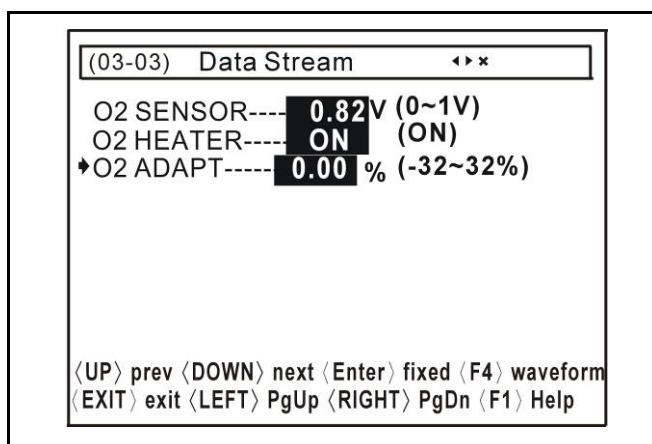 (03-03) Data Stream
O2 SENSOR---- 0.82 V (0~1V)
O2 HEATER----- ON (ON)
O2 ADAPT----- 0.00 % (-32~32%)
〈UP〉 prev 〈DOWN〉 next 〈Enter〉 fixed 〈F4〉 waveform
〈EXIT〉 exit 〈LEFT〉 PgUp 〈RIGHT〉 PgDn 〈F1〉 Help